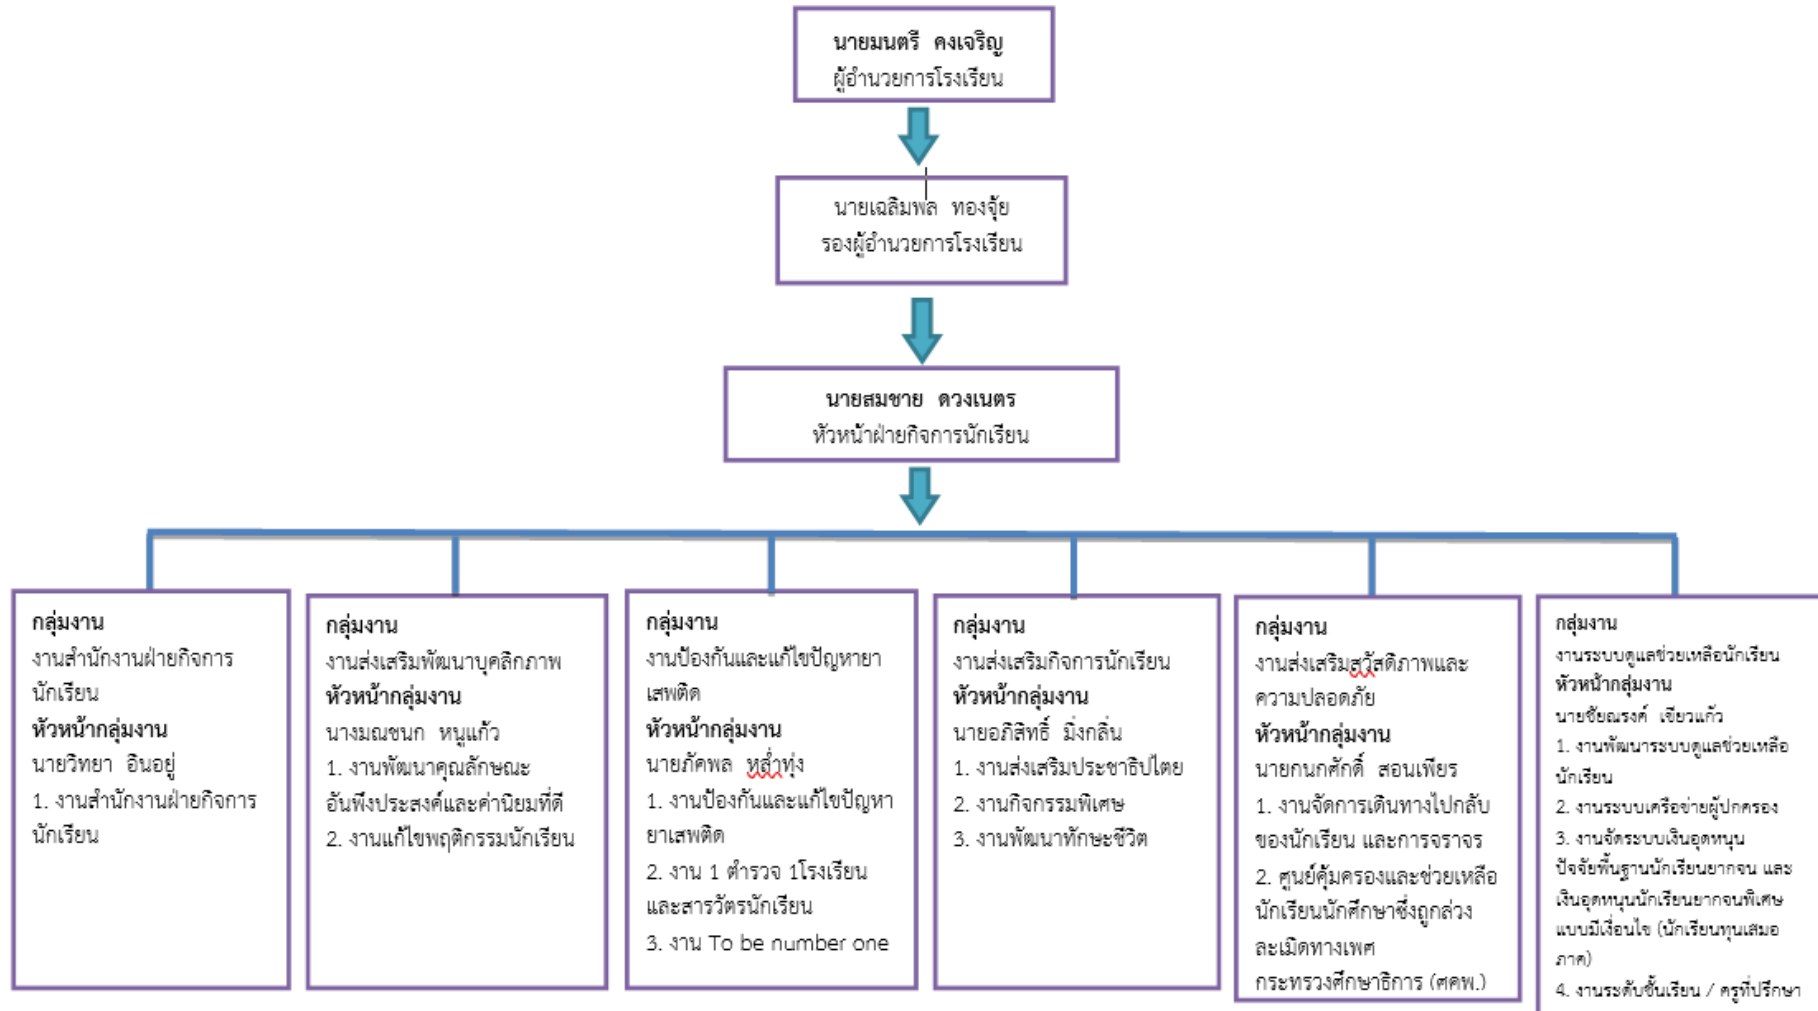 นายมนตรี คงเจริญ
ผู้อำนวยการโรงเรียน
นายเฉลิมพล ทองจุ้ย
รองผู้อำนวยการโรงเรียน
นายสมชาย ดวงเนตร
หัวหน้าฝ่ายกิจการนักเรียน
กลุ่มงาน
งานสำนักงานฝ่ายกิจการ
นักเรียน
หัวหน้ากลุ่มงาน
นายวิทยา อินอยู่
1. งานสำนักงานฝ่ายกิจการ
นักเรียน
กลุ่มงาน
งานส่งเสริมพัฒนาบุคลิกภาพ
หัวหน้ากลุ่มงาน
นางมณชนก หนูแก้ว
1. งานพัฒนาคุณลักษณะ
อันพึงประสงค์และค่านิยมที่ดี
2. งานแก้ไขพฤติกรรมนักเรียน
กลุ่มงาน
งานป้องกันและแก้ไขปัญหายา
เสพติด
หัวหน้ากลุ่มงาน
นายภัคพล หล่ำทุ่ง
1. งานป้องกันและแก้ไขปัญหา
ยาเสพติด
2. งาน 1 ตำรวจ 1โรงเรียน
และสารวัตรนักเรียน
3. งาน To be number one
กลุ่มงาน
งานส่งเสริมกิจการนักเรียน
หัวหน้ากลุ่มงาน
นายอภิสิทธิ์ มิ่งกลิ่น
1. งานส่งเสริมประชาธิปไตย
2. งานกิจกรรมพิเศษ
3. งานพัฒนาทักษะชีวิต
กลุ่มงาน
งานส่งเสริมสวัสดิภาพและ
ความปลอดภัย
หัวหน้ากลุ่มงาน
นายกนกศักดิ์ สอนเพียร
1. งานจัดการเดินทางไปกลับ
ของนักเรียน และการจราจร
2. ศูนย์คุ้มครองและช่วยเหลือ
นักเรียนนักศึกษาซึ่งถูกล่วง
ละเมิดทางเพศ
กระทรวงศึกษาธิการ (ศคพ.)
กลุ่มงาน
งานระบบดูแลช่วยเหลือนักเรียน
หัวหน้ากลุ่มงาน
นายชัยณรงค์ เขียวแก้ว
1. งานพัฒนาระบบดูแลช่วยเหลือ
นักเรียน
2. งานระบบเครือข่ายผู้ปกครอง
3. งานจัดระบบเงินอุดหนุน
ปัจจัยพื้นฐานนักเรียนยากจน และ
เงินอุดหนุนนักเรียนยากจนพิเศษ
แบบมีเงื่อนไข (นักเรียนทุนเสมอ
ภาค)
4. งานระดับชั้นเรียน / ครูที่ปรึกษา